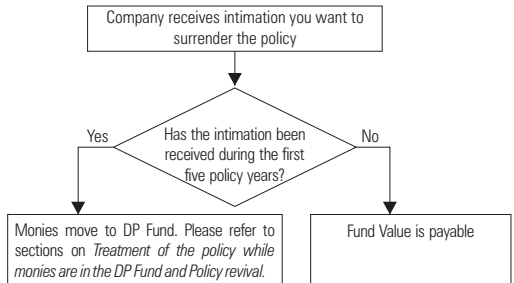 Company receives intimation you want to
surrender the policy
Yes
Has the intimation been
received during the first
five policy years?
No
Monies move to DP Fund. Please refer to
sections on Treatment of the policy while
monies are in the DP Fund and Policy revival.
Fund Value is payable